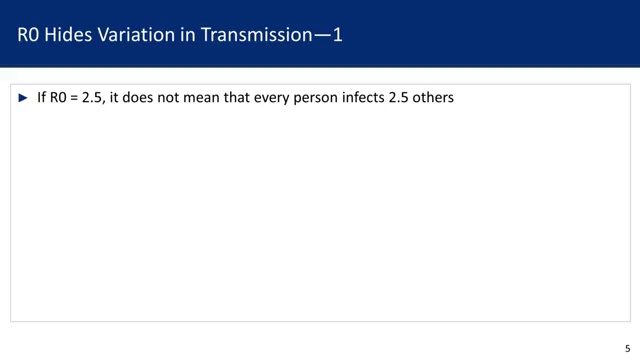 R0 Hides Variation in Transmission—1
► If R0 = 2.5, it does not mean that every person infects 2.5 others
5